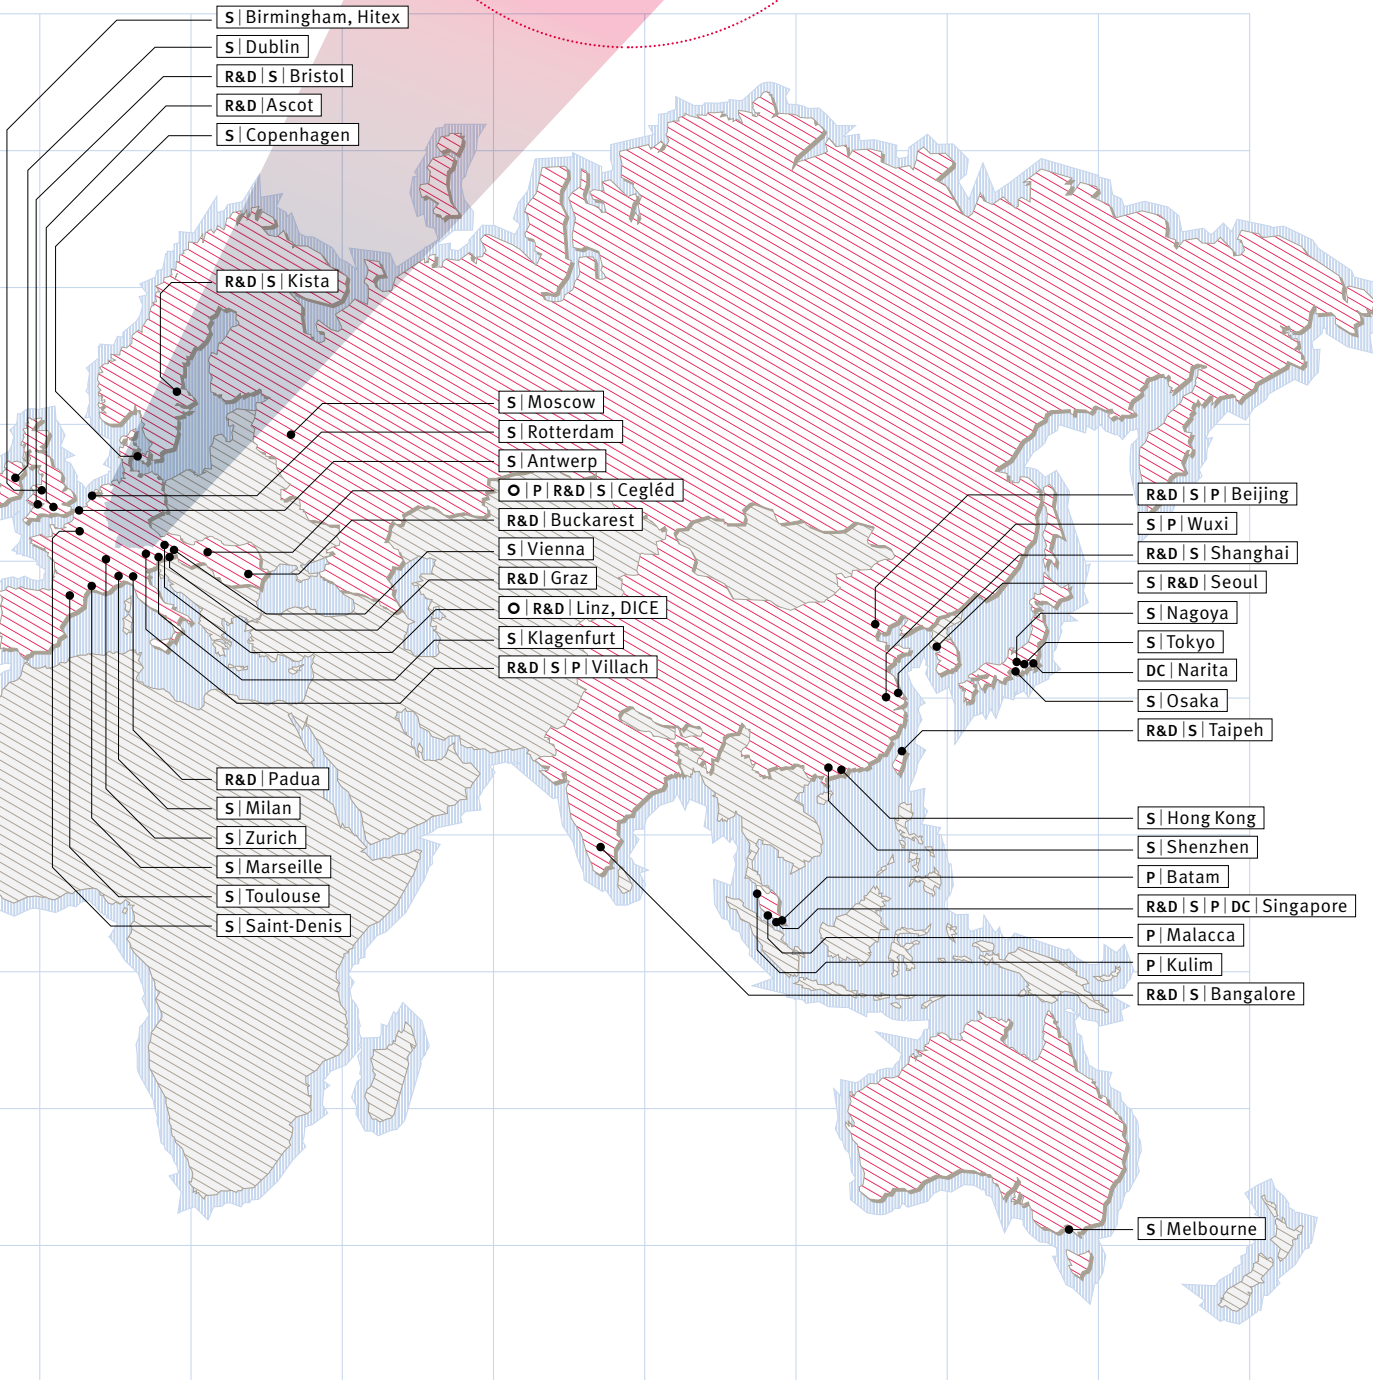 S | Birmingham, Hitex
S | Dublin
R&D | S | Bristol
R&D | Ascot
S | Copenhagen
R&D | S | Kista
S | Moscow
S | Rotterdam
S | Antwerp
O | P | R&D | S | Cegléd
R&D | Buckarest
S | Vienna
R&D | Graz
O | R&D | Linz, DICE
S | Klagenfurt
R&D | S | P | Villach
R&D | Padua
S | Milan
S | Zurich
S | Marseille
S | Toulouse
S | Saint-Denis
R&D | S | P | Beijing
S | P | Wuxi
R&D | S | Shanghai
S | R&D | Seoul
S | Nagoya
S | Tokyo
DC | Narita
S | Osaka
R&D | S | Taipeh
S | Hong Kong
S | Shenzhen
P | Batam
R&D | S | P | DC | Singapore
P | Malacca
P | Kulim
R&D | S | Bangalore
S | Melbourne